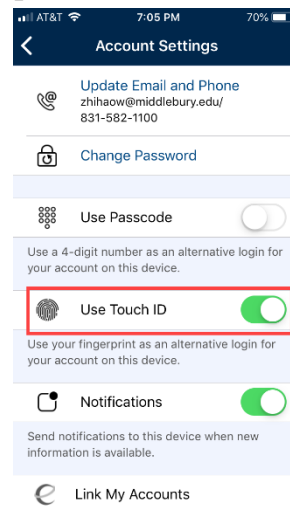 AT&T 7:05 PM 70%
Account Settings
Update Email and Phone
zhihaow@middlebury.edu/
831-582-1100
Change Password
Use Passcode
Use a 4-digit number as an alternative login for
your account on this device.
Use Touch ID
Use your fingerprint as an alternative login for
your account on this device.
Notifications
Send notifications to this device when new
information is available.
Link My Accounts